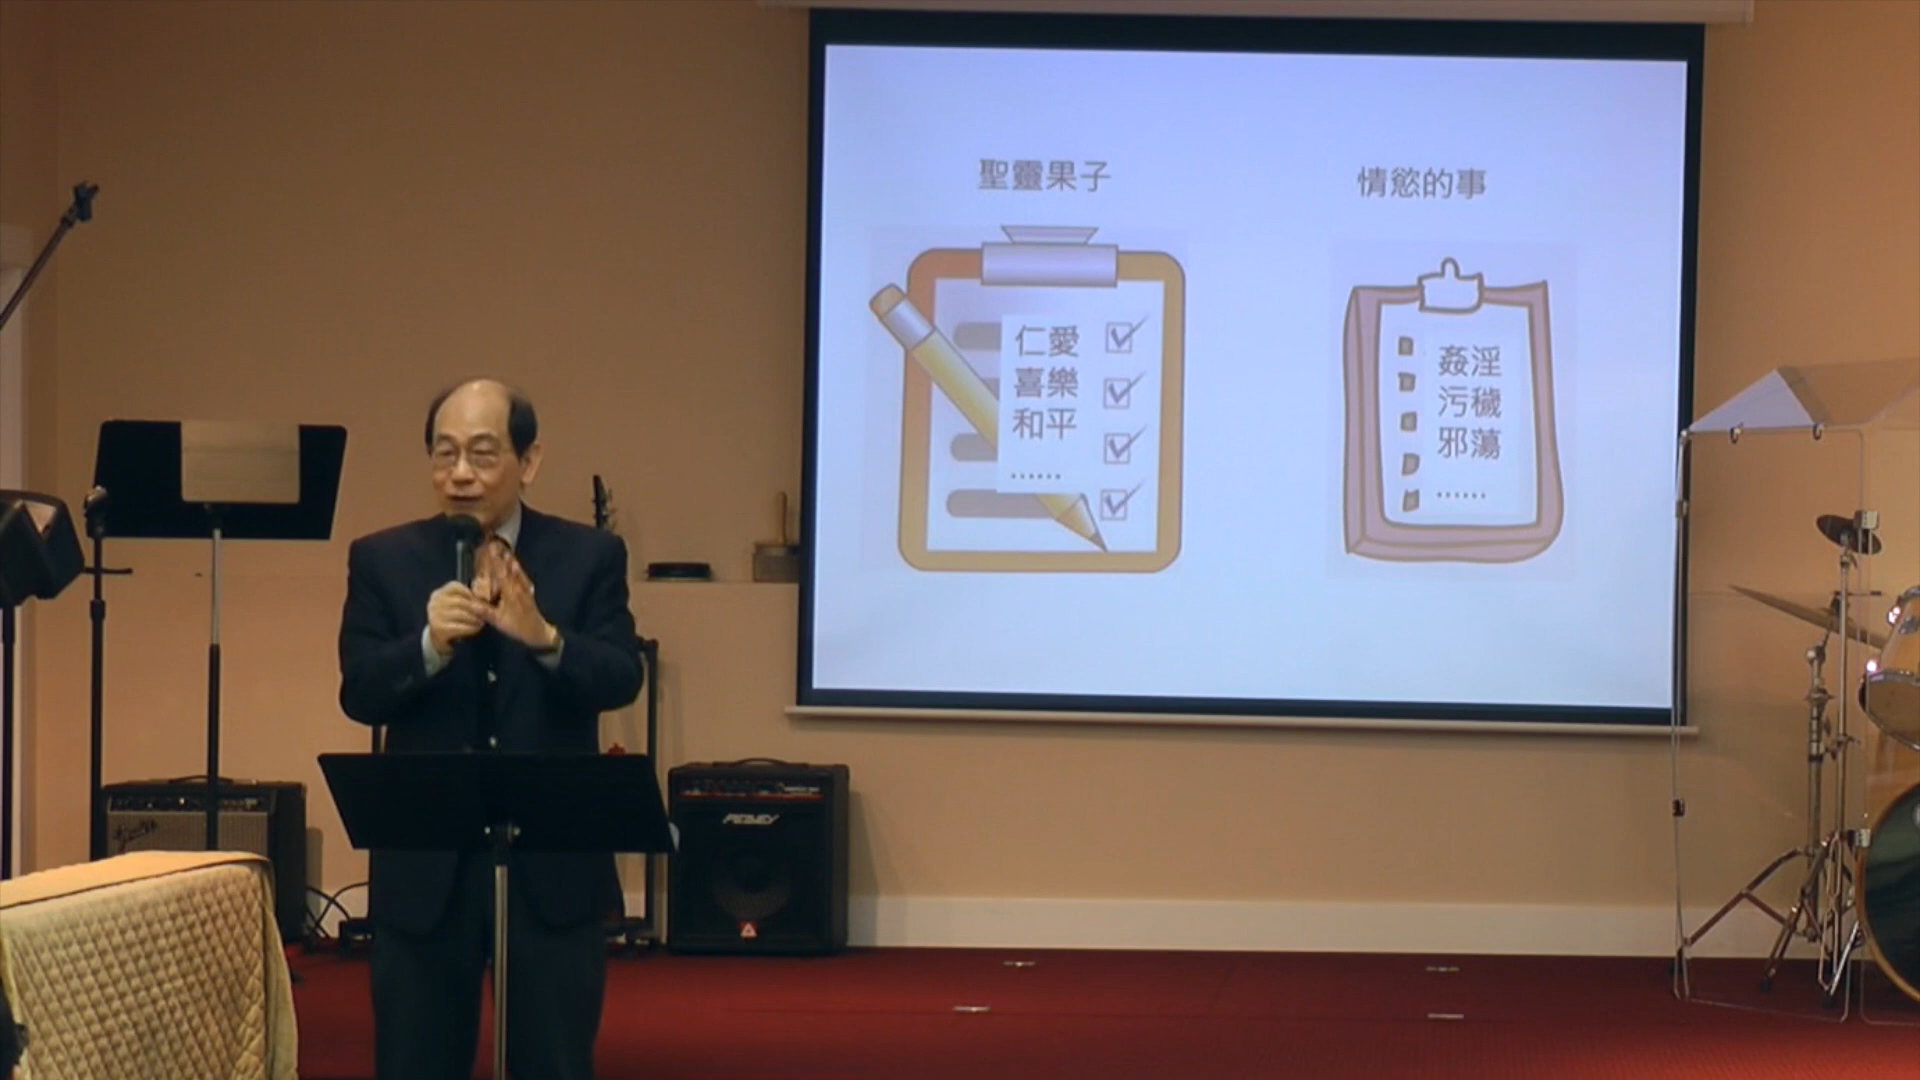 聖靈果子
仁愛
喜樂
和平
......
情慾的事
姦淫
污穢
邪蕩
......
PEAVEY
Fender